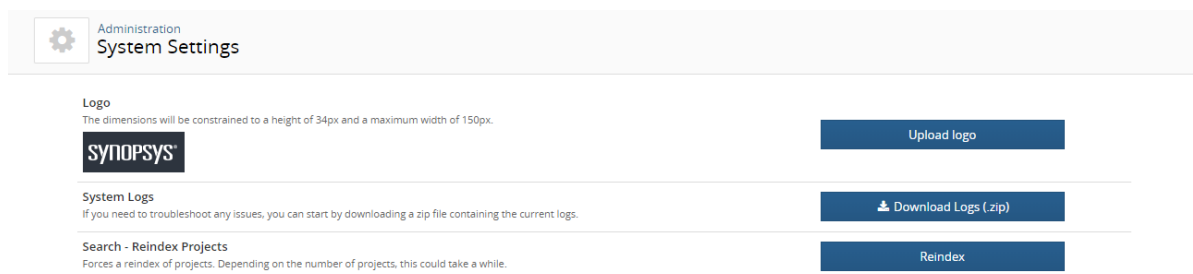 Administration
System Settings
Logo
The dimensions will be constrained to a height of 34px and a maximum width of 150px.
Upload logo
SYNOPSYS®
System Logs
If you need to troubleshoot any issues, you can start by downloading a zip file containing the current logs.
Download Logs (.zip)
Search - Reindex Projects
Forces a reindex of projects. Depending on the number of projects, this could take a while.
Reindex